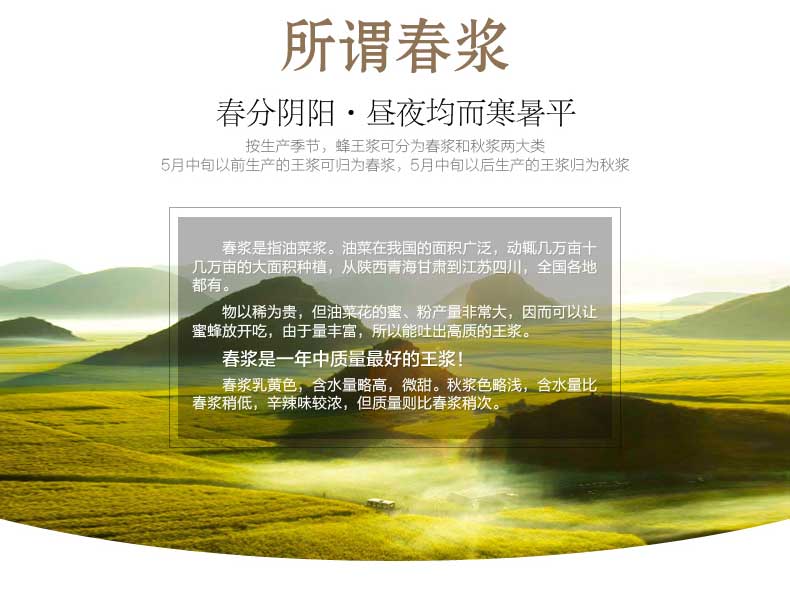 所谓春浆
春分阴阳·昼夜均而寒暑平
按生产季节，蜂王浆可分为春浆和秋浆两大类
5月中旬以前生产的王浆可归为春浆，5月中旬以后生产的王浆归为秋浆
春浆是指油菜浆。油菜在我国的面积广泛，动辄几万亩十
几万亩的大面积种植，从陕西青海甘肃到江苏四川，全国各地
都有。
物以稀为贵，但油菜花的蜜、粉产量非常大，因而可以让
蜜蜂放开吃，由于量丰富，所以能吐出高质的王浆。
春浆是一年中质量最好的王浆！
春浆乳黄色，含水量略高，微甜。秋浆色略浅，含水量比
春浆稍低，辛辣味较浓，但质量则比春浆稍次。